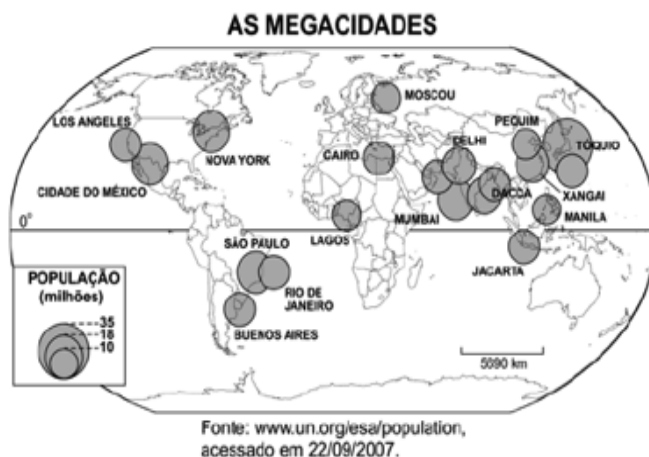 AS MEGACIDADES
MOSCOU
LOS ANGELES
PEQUIM
NOVA YORK
CAIRO
DELHI
TÓQUIO
CIDADE DO MÉXICO
DACCA
XANGAI
MUMBAI
MANILA
0°
LAGOS
SÃO PAULO
JACARTA
RIO DE
JANEIRO
BUENOS AIRES
POPULAÇÃO
(milhões)
35
18
10
km
Fonte: www.un.org/esa/population,
acessado em 22/09/2007.